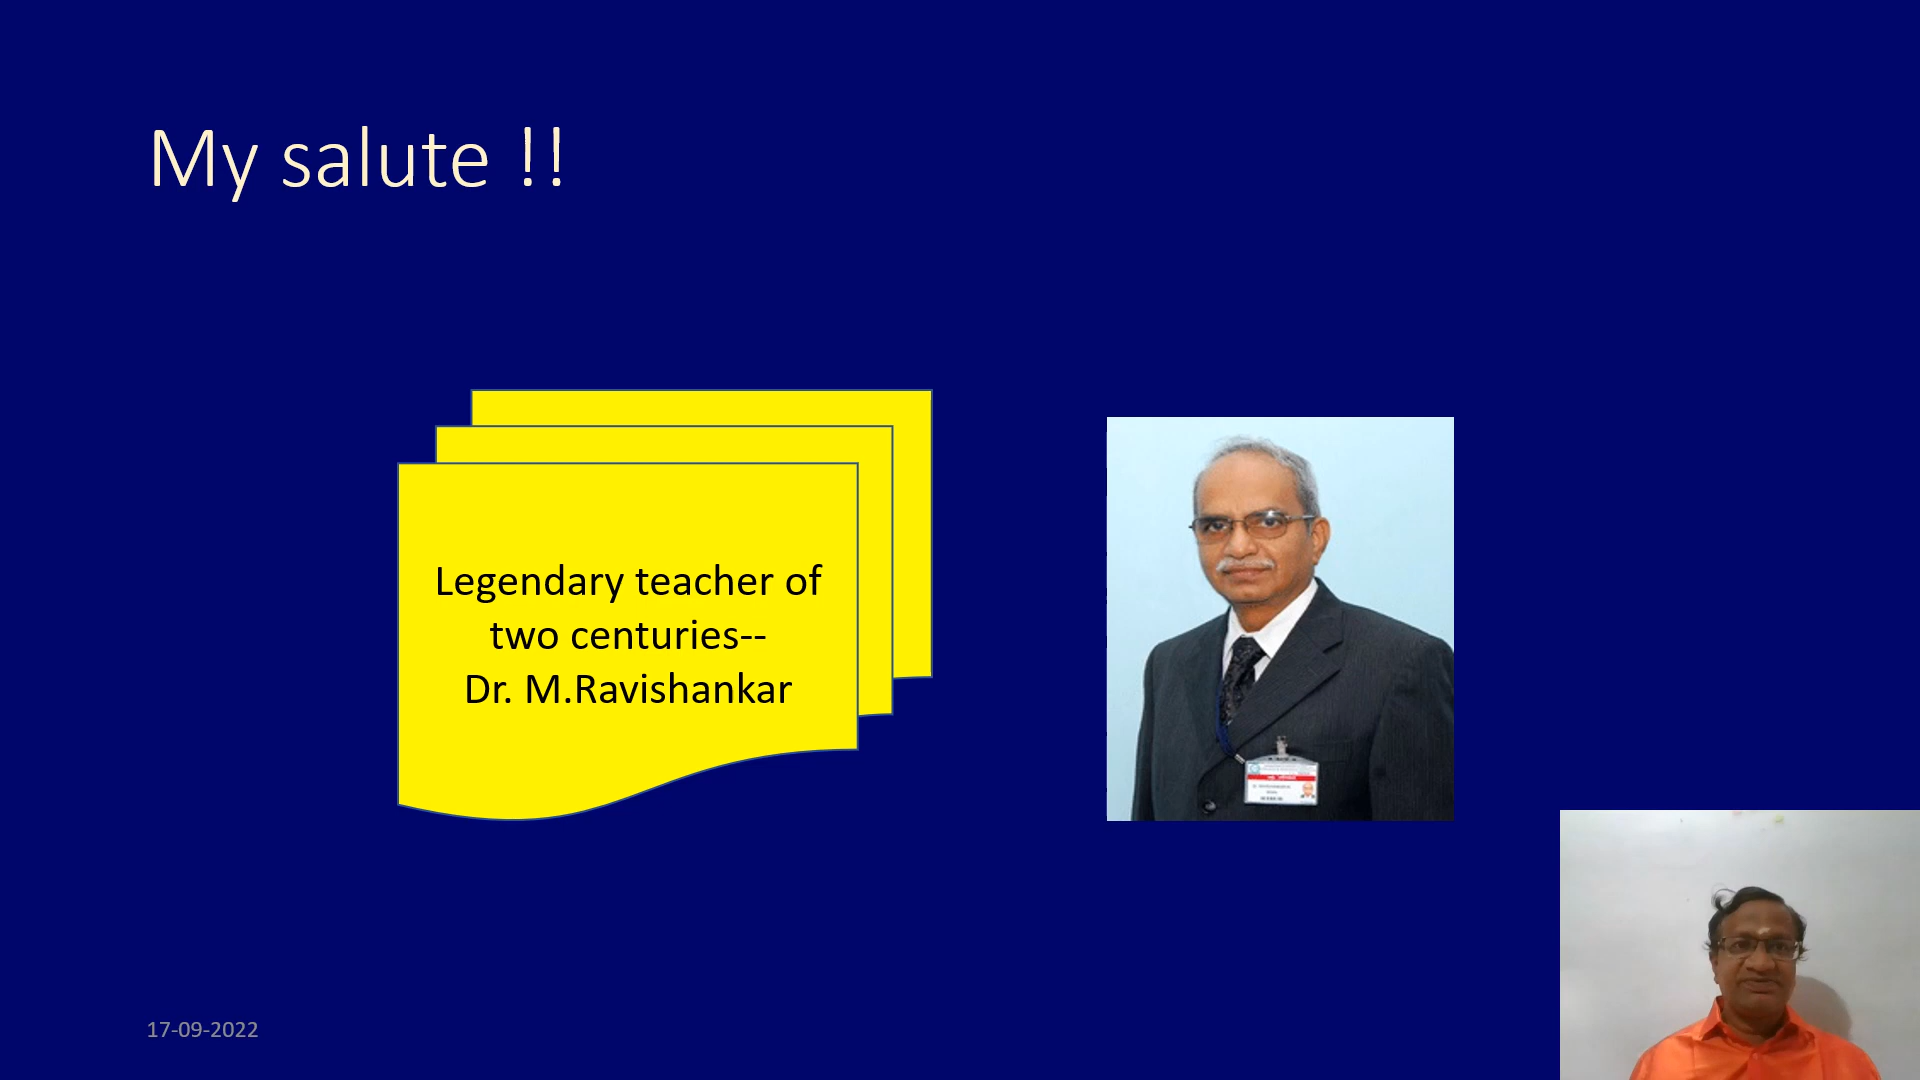 My salute !!
Legendary teacher of
two centuries--
Dr. M.Ravishankar
17-09-2022